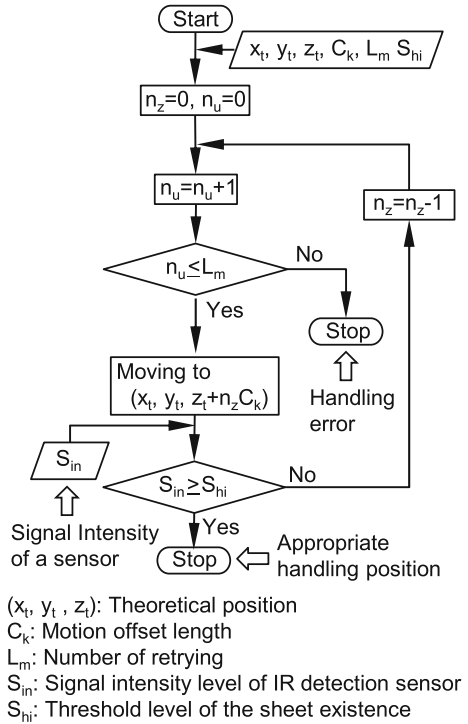 Start
xt, yt, zt, Ck, Lm Shi
nz=0, nu=0
nu=nu+1
nz=nz-1
nu≤Lm
No
Yes
Stop
Handling
error
Moving to
(xt, yt, zt+nzCk)
Sin
Signal Intensity
of a sensor
Sin≥Shi
No
Yes
Stop
Appropriate
handling position
(xt, yt , zt): Theoretical position
Ck: Motion offset length
Lm: Number of retrying
Sin: Signal intensity level of IR detection sensor
Shi: Threshold level of the sheet existence